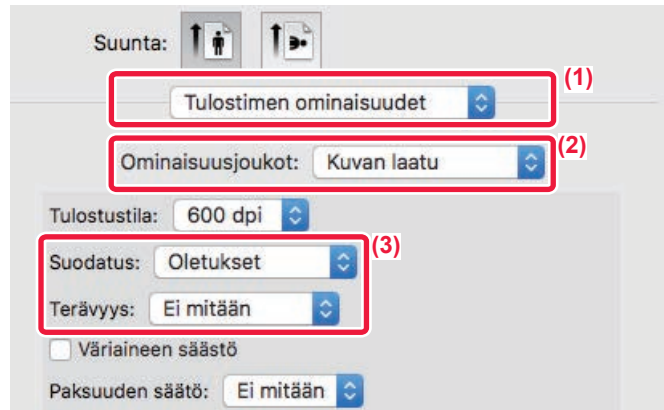 Suunta:
(1)
Tulostimen ominaisuudet
(2)
Ominaisuusjoukot: Kuvan laatu
Tulostustila: 600 dpi
(3)
Suodatus: Oletukset
Terävyys: Ei mitään
Väriaineen säästö
Paksuuden säätö: Ei mitään